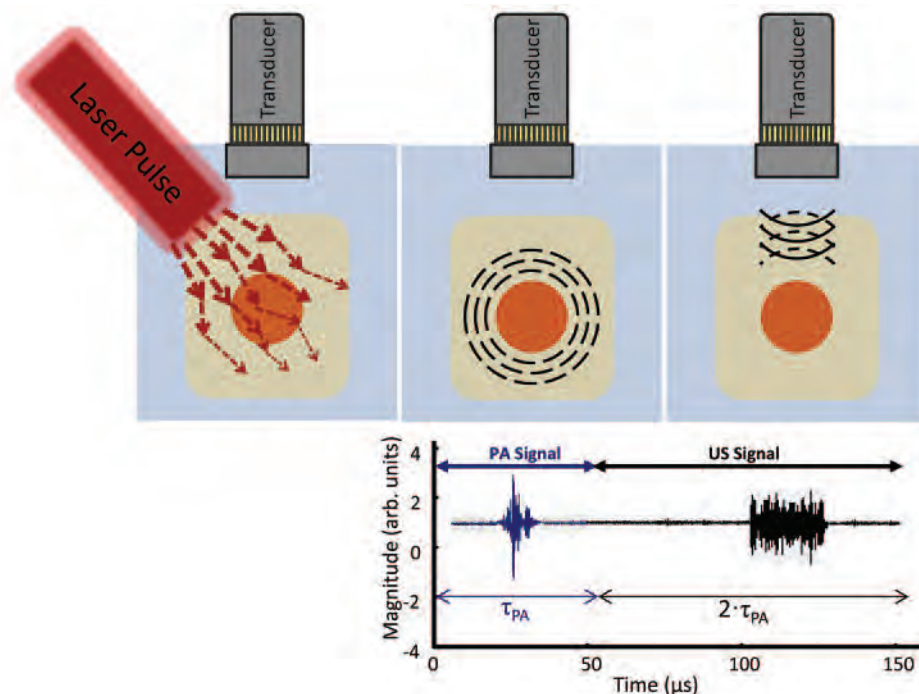 Transducer
Transducer
Transducer
Laser Pulse
PA Signal
US Signal
Magnitude (arb. units)
4
2
0
-2
-4
τPA
2·τPA
0
50
100
150
Time (μs)